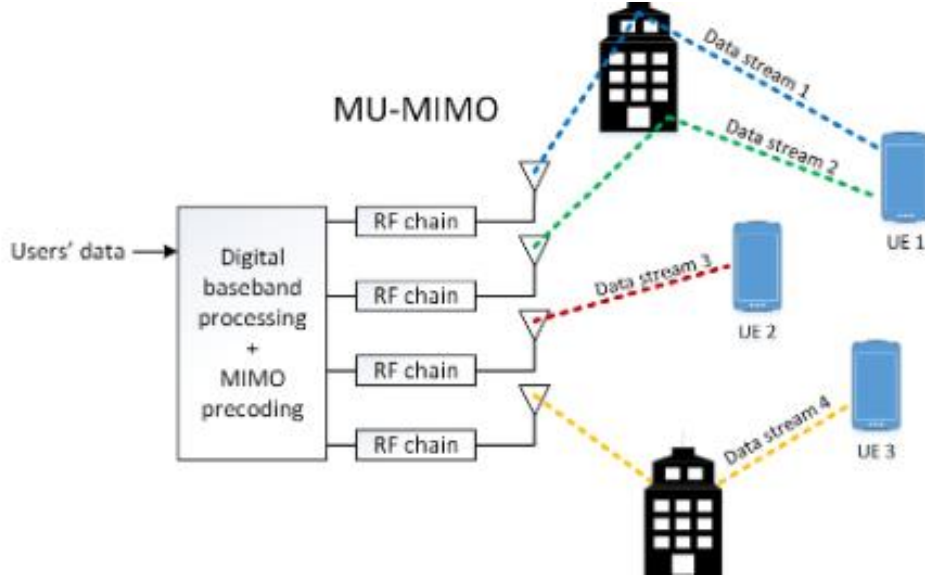 MU-MIMO
Data stream 1
Data stream 2
UE 1
Users' data
Digital
baseband
processing
+
MIMO
precoding
RF chain
RF chain
RF chain
RF chain
Data stream 3
UE 2
Data stream 4
UE 3